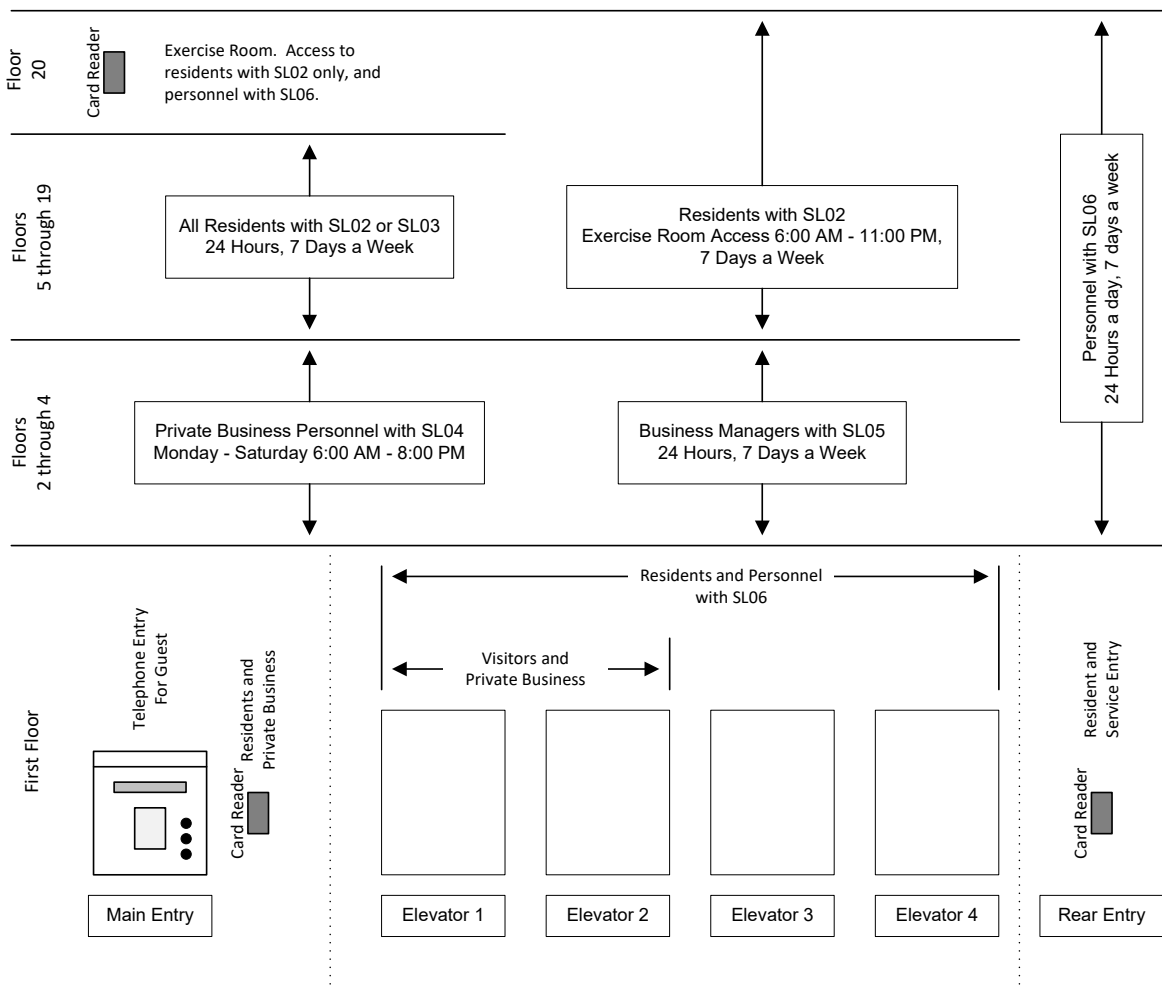 Floor
20
Card Reader
Exercise Room.  Access to
residents with SL02 only, and
personnel with SL06.
Floors
5 through 19
All Residents with SL02 or SL03
24 Hours, 7 Days a Week
Residents with SL02
Exercise Room Access 6:00 AM - 11:00 PM,
7 Days a Week
Personnel with SL06
24 Hours a day, 7 days a week
Floors
2 through 4
Private Business Personnel with SL04
Monday - Saturday 6:00 AM - 8:00 PM
Business Managers with SL05
24 Hours, 7 Days a Week
First Floor
Telephone Entry
For Guest
Card Reader
Residents and
Private Business
Residents and Personnel
with SL06
Visitors and
Private Business
Card Reader
Resident and
Service Entry
Main Entry
Elevator 1
Elevator 2
Elevator 3
Elevator 4
Rear Entry